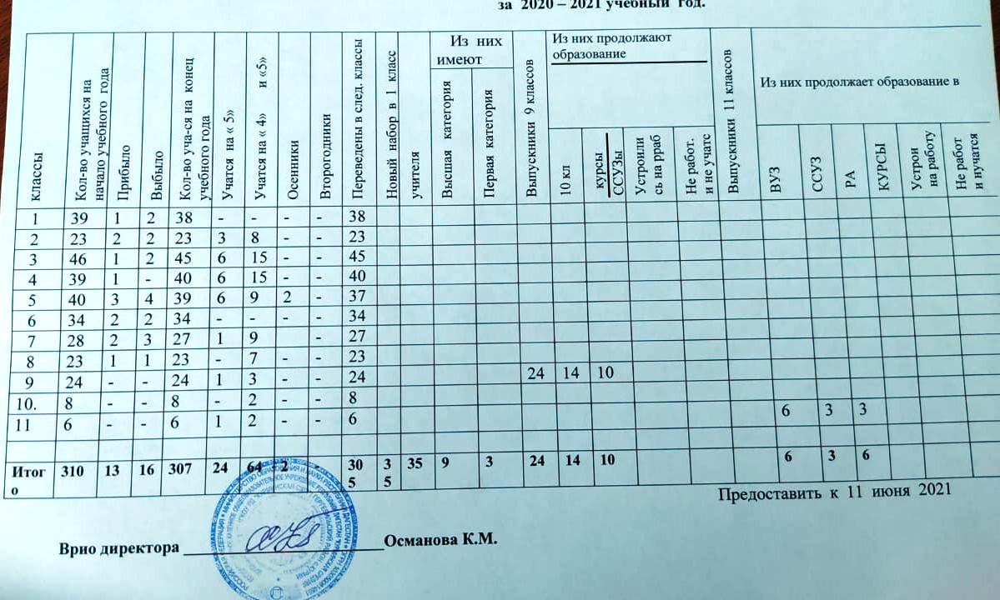 за 2020 – 2021 учебный год.
классы
Кол-во учащихся на начало учебного года
Прибыло
Выбыло
Кол-во уча-ся на конец учебного года
Учатся на « 5»
Учатся на « 4» и «5»
Осенники
Второгодники
Переведены в след. классы
Новый набор в 1 класс
учителя
Из них имеют
Высшая категория
Первая категория
Выпускники 9 классов
Из них продолжают образование
10 кл
курсы ССУЗы
Устроили сь на рраб
Не работ. и не учатс
Выпускники 11 классов
Из них продолжает образование в
ВУЗ
ССУЗ
РА
КУРСЫ
Устрои на работу
Не работ и нучатся
1 39 1 2 38 - - - - 38
2 23 2 2 23 3 8 - - 23
3 46 1 2 45 6 15 - - 45
4 39 1 - 40 6 15 - - 40
5 40 3 4 39 6 9 2 - 37
6 34 2 2 34 - - - - 34
7 28 2 3 27 1 9 - 27
8 23 1 1 23 - 7 - - 23
9 24 - - 24 1 3 - - 24 24 14 10
10. 8 - - 8 - 2 - - 8
11 6 - - 6 1 2 - - 6 6 3 3
Итог о 310 13 16 307 24 64 2 - 30 5 3 5 35 9 3 24 14 10 6 3 6
Предоставить к 11 июня 2021
Врио директора Османова К.М.